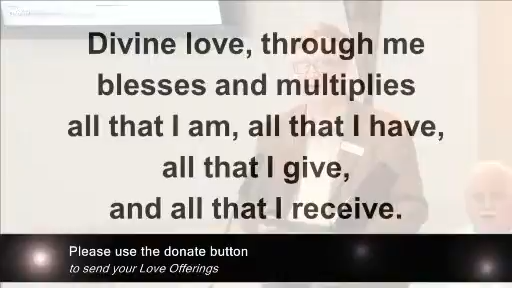 Divine love, through me
blesses and multiplies
all that I am, all that I have,
all that I give,
and all that I receive.
Please use the donate button
to send your Love Offerings